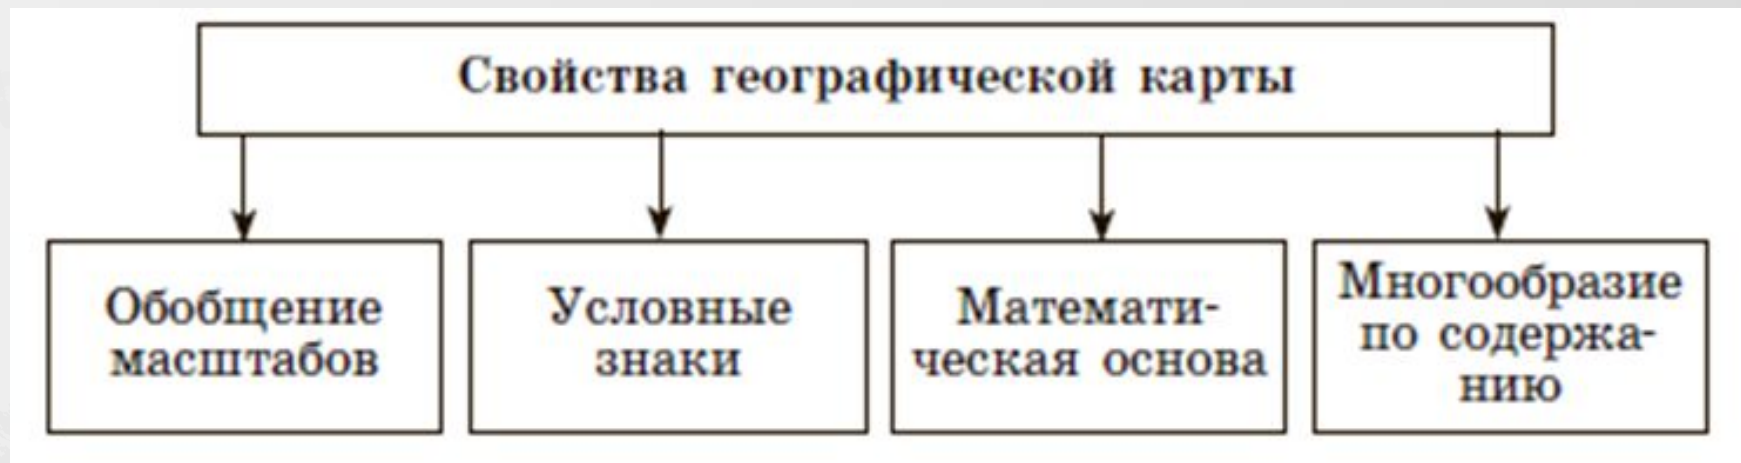 Свойства географической карты
Обобщение
масштабов
Условные
знаки
Математи-
ческая основа
Многообразие
по содержа-
нию